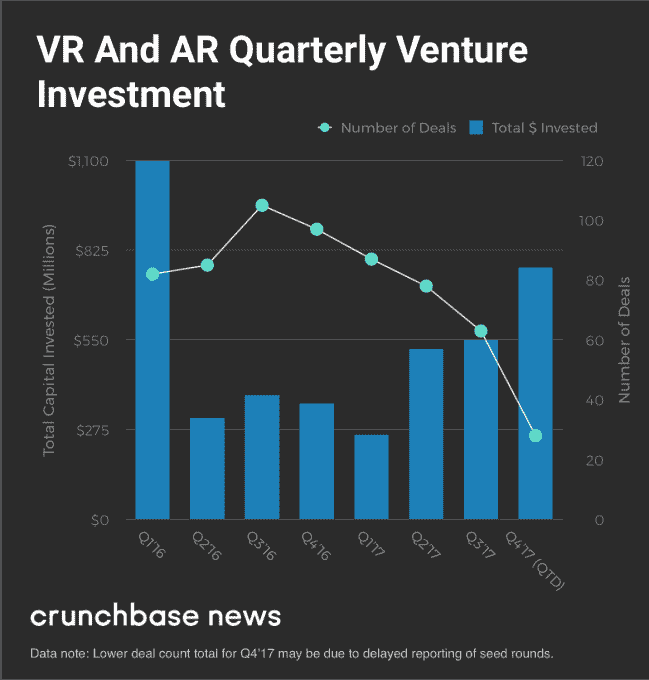 VR And AR Quarterly Venture
Investment
Number of Deals
Total $ Invested
Total Capital Invested (Millions)
$1,100
$825
$550
$275
$0
120
100
80
60
40
20
0
Number of Deals
Q1'16
Q2'16
Q3'16
Q4'16
Q1'17
Q2'17
Q3'17
Q4'17 (QTD)
crunchbase news
Data note: Lower deal count total for Q4'17 may be due to delayed reporting of seed rounds.